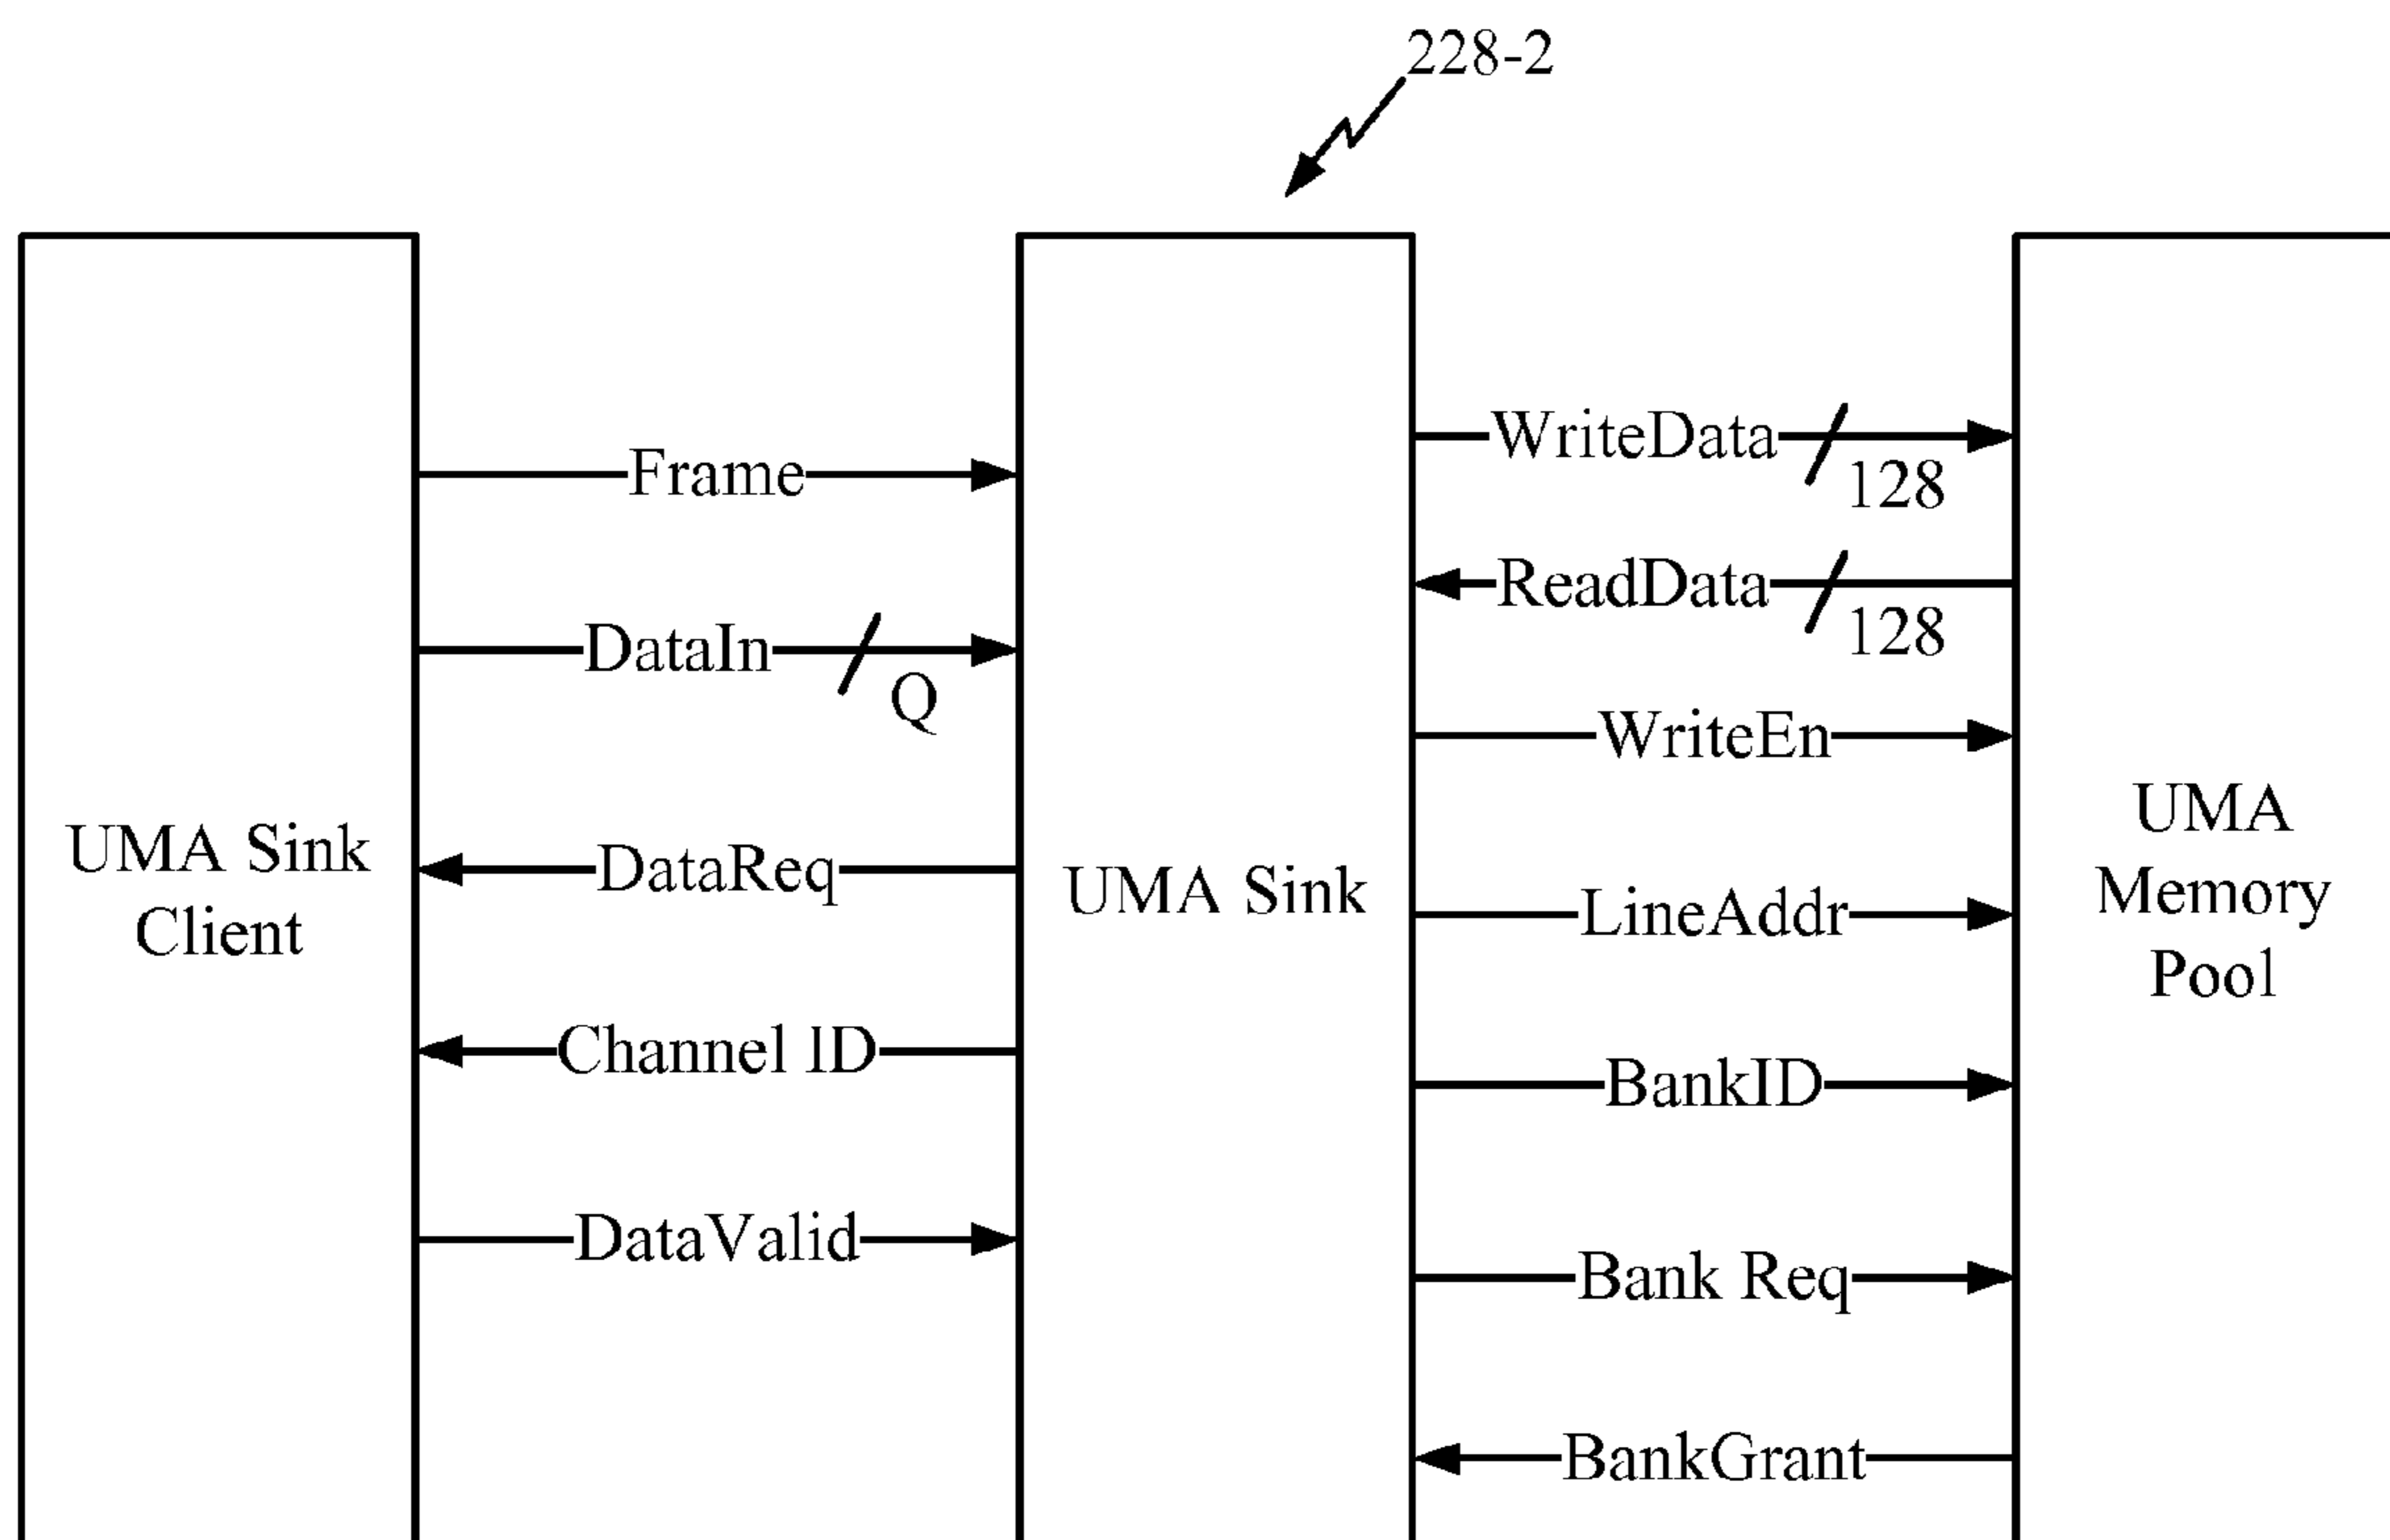 228-2
UMA Sink
Client
Frame
DataIn
Q
DataReq
Channel ID
DataValid
UMA Sink
WriteData
128
ReadData
128
WriteEn
LineAddr
BankID
Bank Req
BankGrant
UMA
Memory
Pool